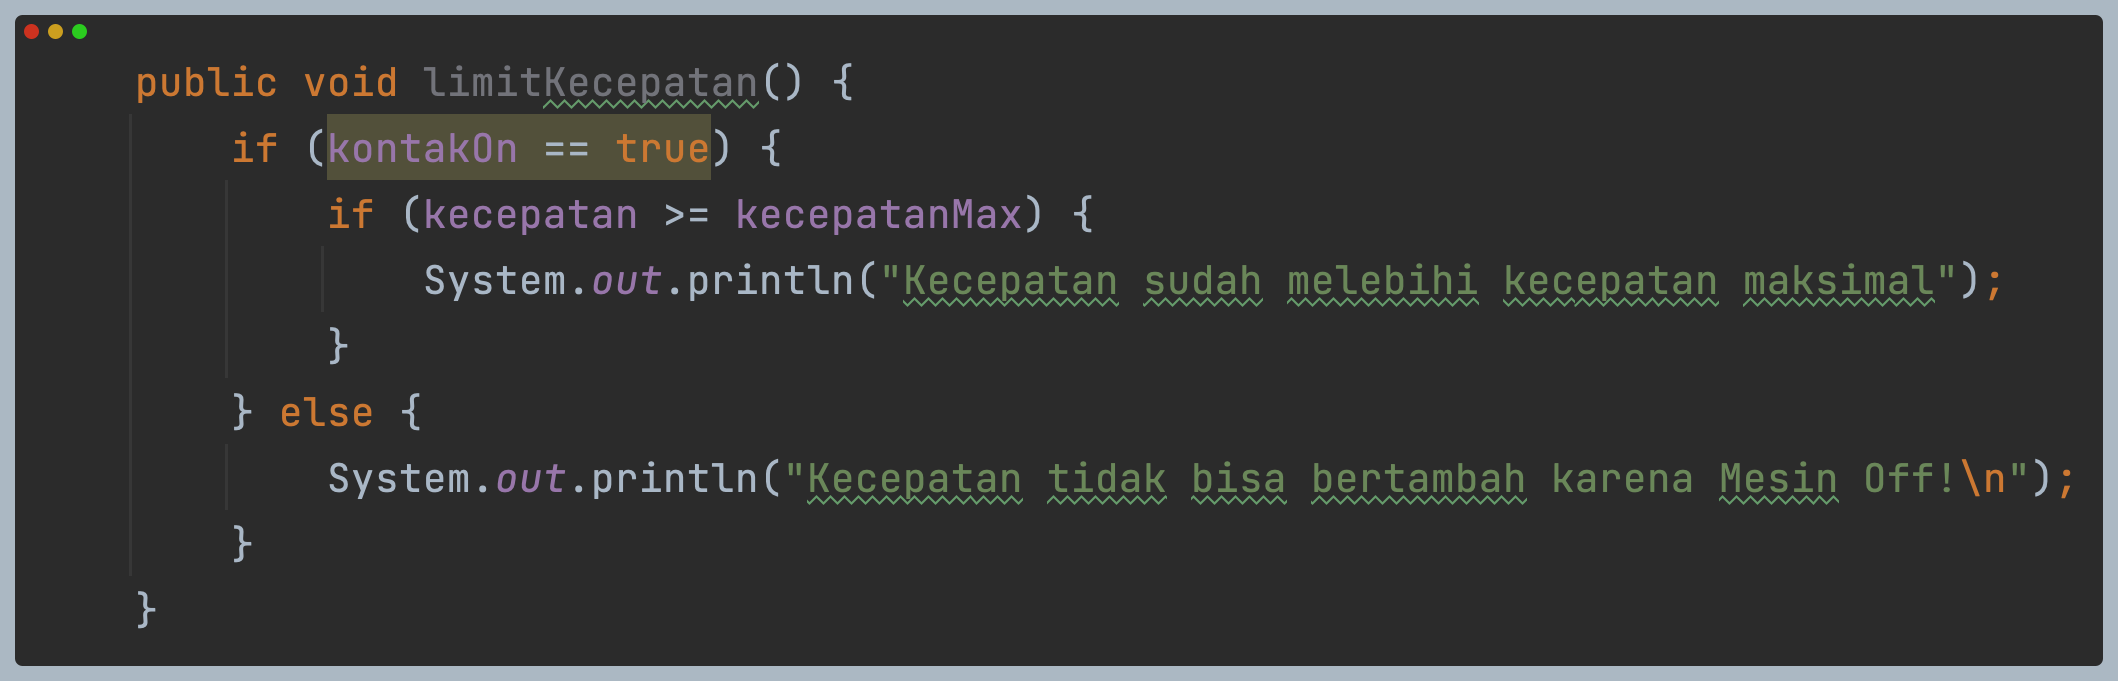 public void limitKecepatan() {
if (kontakOn == true) {
if (kecepatan >= kecepatanMax) {
System.out.println("Kecepatan sudah melebihi kecepatan maksimal");
}
} else {
System.out.println("Kecepatan tidak bisa bertambah karena Mesin Off!\n");
}
}